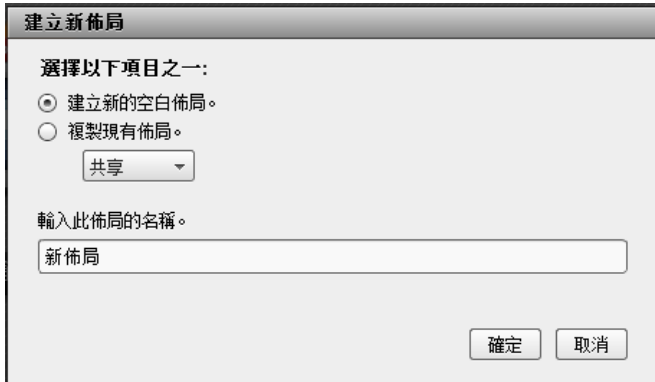 建立新佈局
選擇以下項目之一:
建立新的空白佈局。
複製現有佈局。
共享
輸入此佈局的名稱。
新佈局
確定
取消